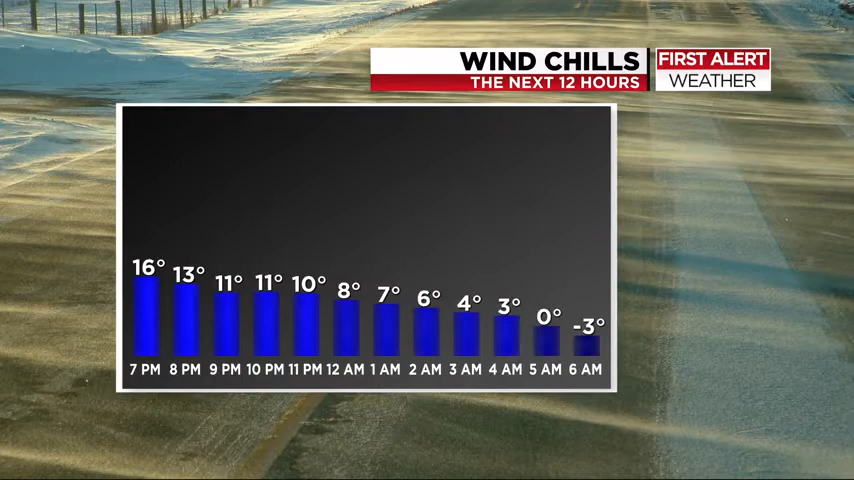 WIND CHILLS
THE NEXT 12 HOURS
FIRST ALERT
WEATHER
16° 13° 11° 11° 10° 8° 7° 6° 4° 3° 0° -3°
7 PM 8 PM 9 PM 10 PM 11 PM 12 AM 1 AM 2 AM 3 AM 4 AM 5 AM 6 AM